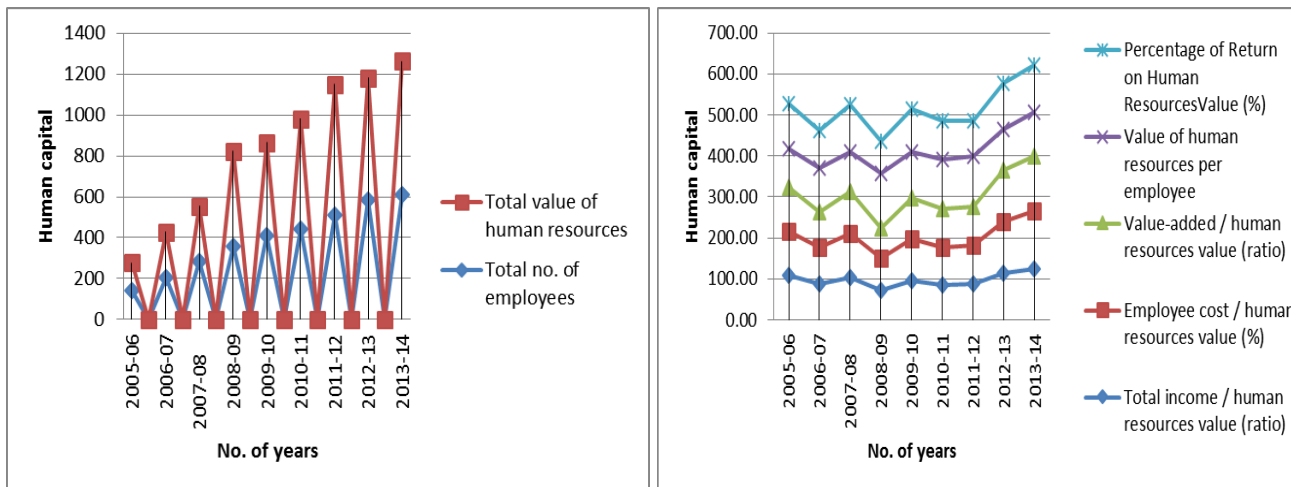 1400
1200
1000
800
600
400
200
0
Human capital
2005-06
2006-07
2007-08
2008-09
2009-10
2010-11
2011-12
2012-13
2013-14
No. of years
Total value of
human resources
Total no. of
employees
700.00
600.00
500.00
400.00
300.00
200.00
100.00
0.00
Human capital
2005-06
2006-07
2007-08
2008-09
2009-10
2010-11
2011-12
2012-13
2013-14
No. of years
Percentage of Return
on Human
ResourcesValue (%)
Value of human
resources per
employee
Value-added / human
resources value (ratio)
Employee cost / human
resources value (%)
Total income / human
resources value (ratio)